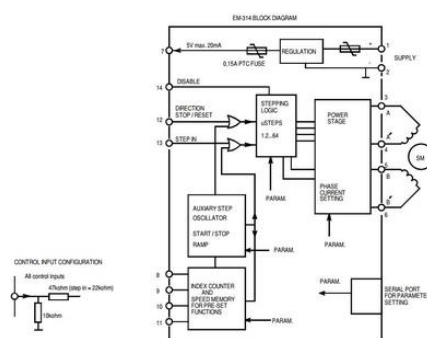 EM-314 BLOCK DIAGRAM
7
5V max. 20mA
0,15A PTC FUSE
REGULATION
+
-
1
2
SUPPLY
14
DISABLE
12
DIRECTION
STOP / RESET
13
STEP IN
STEPPING
LOGIC
uSTEPS
1,2...64
POWER
STAGE
PHASE
CURRENT
SETTING
3
A
A'
4
5
B
B'
6
SM
PARAM.
PARAM.
AUXIARY STEP
OSCILLATOR
START / STOP
RAMP
PARAM.
8
9
10
11
INDEX COUNTER
AND
SPEED MEMORY
FOR PRE-SET
FUNCTIONS
PARAM.
PARAM.
SERIAL PORT
FOR PARAMETER
SETTING
CONTROL INPUT CONFIGURATION
All control inputs
47kohm (step in = 22kohm)
10kohm